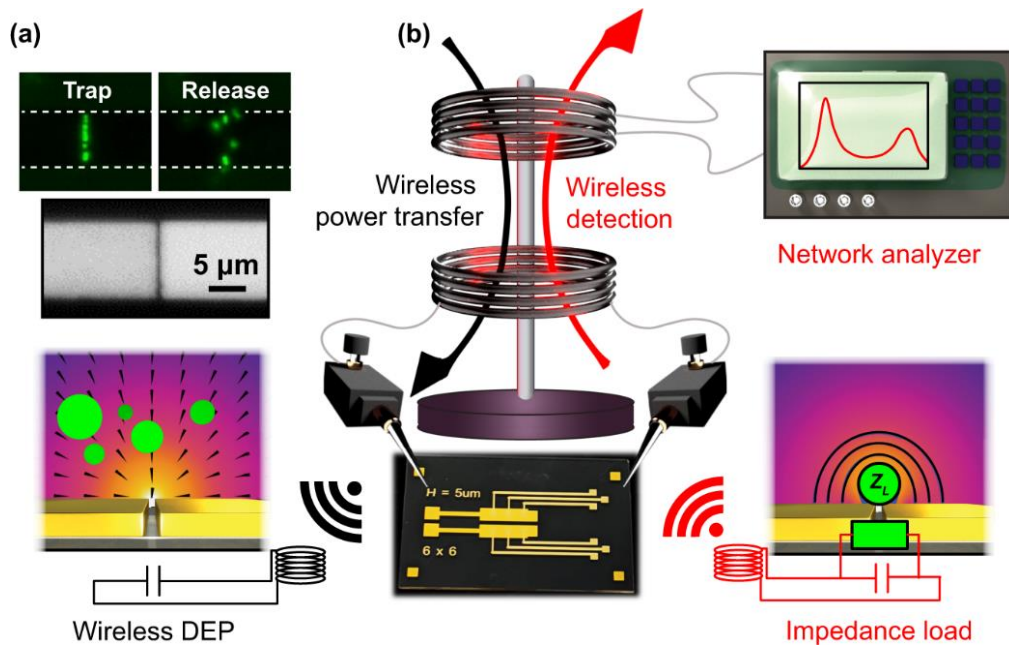 (a)
Trap
Release
5 µm
Wireless DEP
(b)
Wireless
power transfer
Wireless
detection
Network analyzer
H = 5um
6 x 6
Z_L
Impedance load